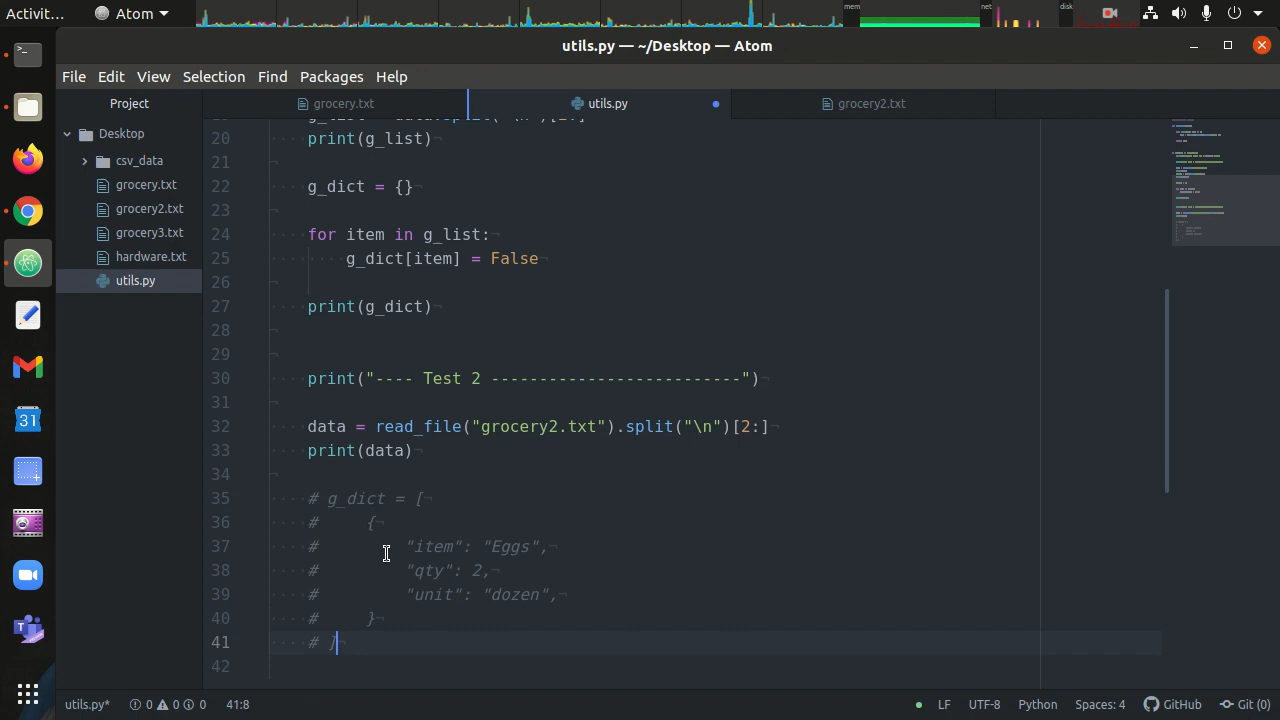 Activit...
Atom
mem
net
disk
utils.py — ~/Desktop — Atom
File Edit View Selection Find Packages Help
Project
grocery.txt
utils.py
grocery2.txt
Desktop
csv_data
grocery.txt
grocery2.txt
grocery3.txt
hardware.txt
utils.py
20 print(g_list)
21
22 g_dict = {}
23
24 for item in g_list:
25 g_dict[item] = False
26
27 print(g_dict)
28
29
30 print("---- Test 2 --------------------------")
31
32 data = read_file("grocery2.txt").split("\n")[2:]
33 print(data)
34
35 # g_dict = [
36 # {
37 # "item": "Eggs",
38 # "qty": 2,
39 # "unit": "dozen",
40 # }
41 # ]
42
31
utils.py* 0 0 0 41:8 LF UTF-8 Python Spaces: 4 GitHub Git (0)